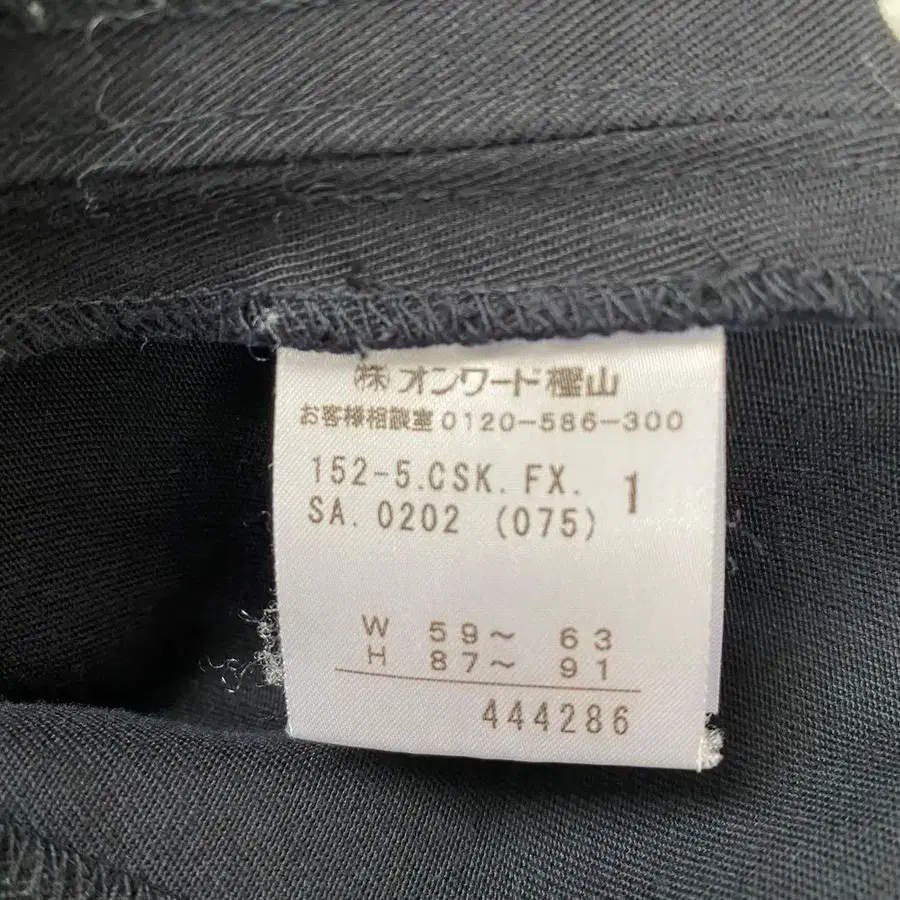 ㈱オンワード樫山
お客様相談室 0120-586-300
152-5.CSK.FX. 1
SA.0202 (075)
W 59～ 63
H 87～ 91
444286